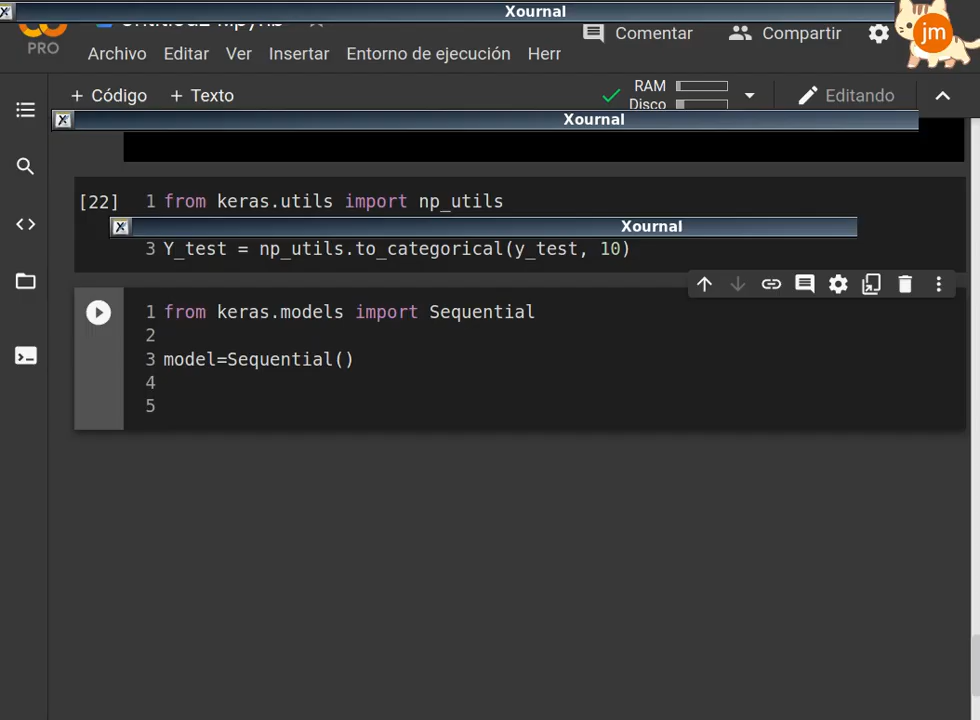 Xournal
PRO
Archivo Editar Ver Insertar Entorno de ejecución Herr
Comentar Compartir jm
+ Código + Texto
RAM
Disco
Editando
Xournal
[22] 1 from keras.utils import np_utils
Xournal
3 Y_test = np_utils.to_categorical(y_test, 10)
1 from keras.models import Sequential
2
3 model=Sequential()
4
5